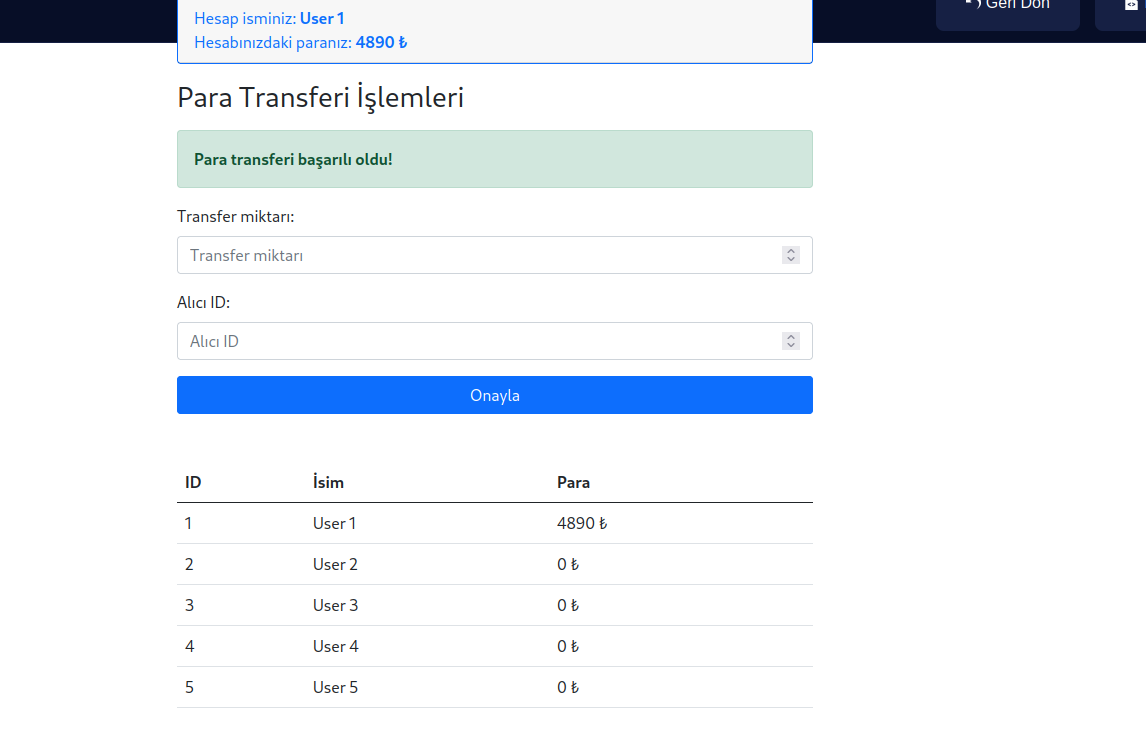 Geri Dön
Hesap isminiz: User 1
Hesabınızdaki paranız: 4890 ₺
Para Transferi İşlemleri
Para transferi başarılı oldu!
Transfer miktarı:
Transfer miktarı
Alıcı ID:
Alıcı ID
Onayla
ID İsim Para
1 User 1 4890 ₺
2 User 2 0 ₺
3 User 3 0 ₺
4 User 4 0 ₺
5 User 5 0 ₺